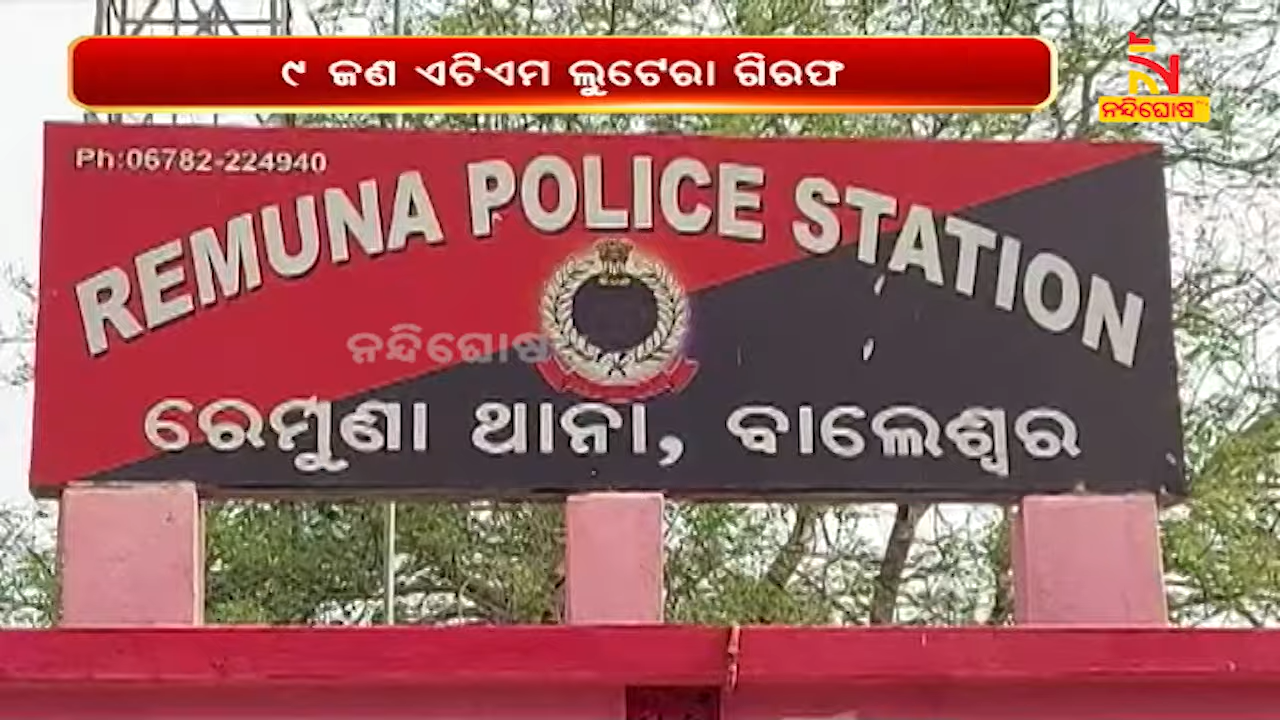 ୯ ଜଣ ଏଟିଏମ ଲୁଟେରା ଗିରଫ
ନନ୍ଦିଘୋଷ
Ph:06782-224940
REMUNA POLICE STATION
ନନ୍ଦିଘୋଷ
ରେମୁଣା ଥାନା, ବାଲେଶ୍ୱର